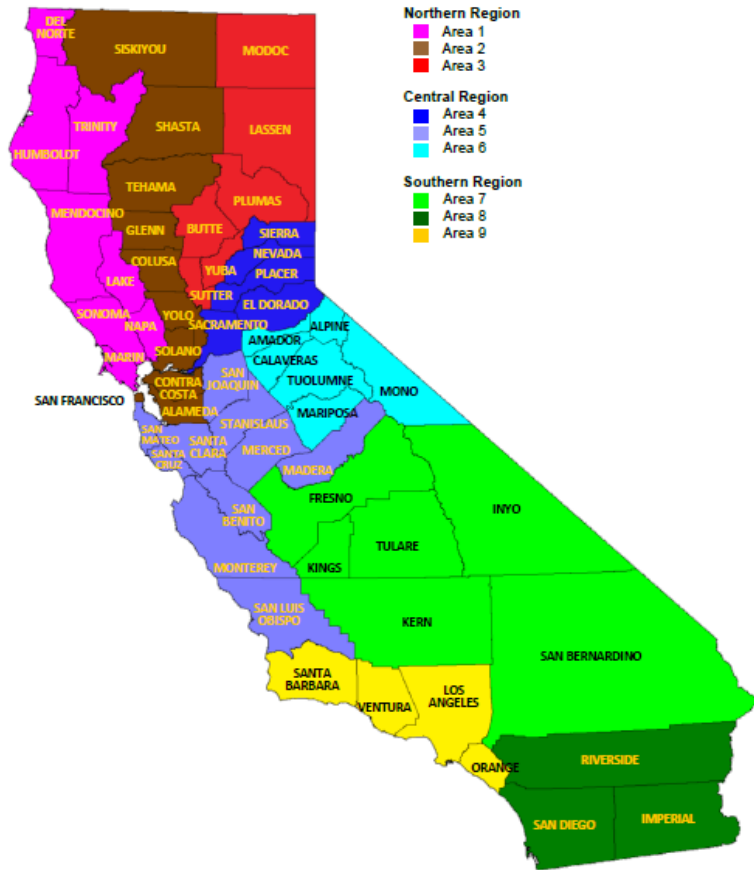 Northern Region
Area 1
Area 2
Area 3
Central Region
Area 4
Area 5
Area 6
Southern Region
Area 7
Area 8
Area 9
DEL
NORTE
SISKIYOU
MODOC
TRINITY
SHASTA
LASSEN
HUMBOLDT
TEHAMA
PLUMAS
MENDOCINO
GLENN
BUTTE
SIERRA
COLUSA
YUBA
NEVADA
PLACER
LAKE
SUTTER
EL DORADO
SONOMA
NAPA
YOLO
SACRAMENTO
ALPINE
AMADOR
MARIN
SOLANO
CALAVERAS
SAN
JOAQUIN
TUOLUMNE
CONTRA
COSTA
MONO
SAN FRANCISCO
ALAMEDA
MARIPOSA
STANISLAUS
SAN
MATEO
SANTA
CLARA
MERCED
SANTA
CRUZ
MADERA
FRESNO
INYO
SAN
BENITO
TULARE
KINGS
MONTEREY
SAN LUIS
OBISPO
KERN
SAN BERNARDINO
SANTA
BARBARA
VENTURA
LOS
ANGELES
ORANGE
RIVERSIDE
SAN DIEGO
IMPERIAL